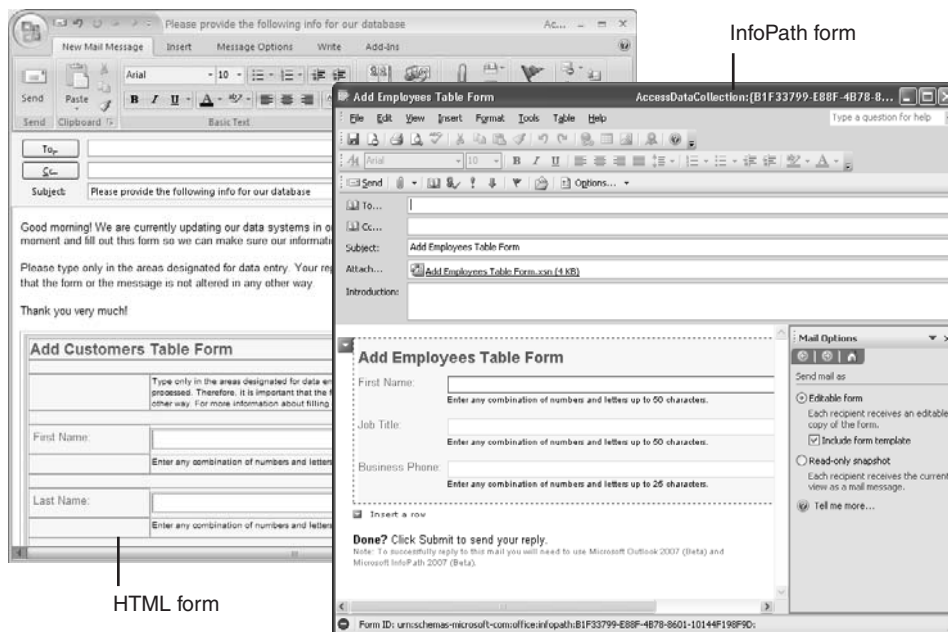 InfoPath form
Please provide the following info for our database
Ac...
New Mail Message Insert Message Options Write Add-Ins
Arial 10
Send Paste
B I U A
Send Clipboard Basic Text
To...
Cc...
Subject: Please provide the following info for our database
Good morning! We are currently updating our data systems in o
moment and fill out this form so we can make sure our informati
Please type only in the areas designated for data entry. Your rep
that the form or the message is not altered in any other way.
Thank you very much!
Add Customers Table Form
Type only in the areas designated for data en
processed. Therefore, it is important that the f
other way. For more information about filling
First Name:
Enter any combination of numbers and letters
Last Name:
Enter any combination of numbers and letters
HTML form
Add Employees Table Form AccessDataCollection:{B1F33799-E88F-4B78-8...
File Edit View Insert Format Tools Table Help Type a question for help
Arial 10 B I U A
Send Options...
To...
Cc...
Subject: Add Employees Table Form
Attach... Add Employees Table Form.xsn (4 KB)
Introduction:
Add Employees Table Form
First Name:
Enter any combination of numbers and letters up to 50 characters.
Job Title:
Enter any combination of numbers and letters up to 50 characters.
Business Phone:
Enter any combination of numbers and letters up to 25 characters.
Insert a row
Done? Click Submit to send your reply.
Note: To successfully reply to this mail you will need to use Microsoft Outlook 2007 (Beta) and
Microsoft InfoPath 2007 (Beta).
Mail Options
Send mail as
Editable form
Each recipient receives an editable
copy of the form.
Include form template
Read-only snapshot
Each recipient receives the current
view as a mail message.
Tell me more...
Form ID: urn:schemas-microsoft-com:office:infopath:B1F33799-E88F-4B78-8601-10144F198F9D: